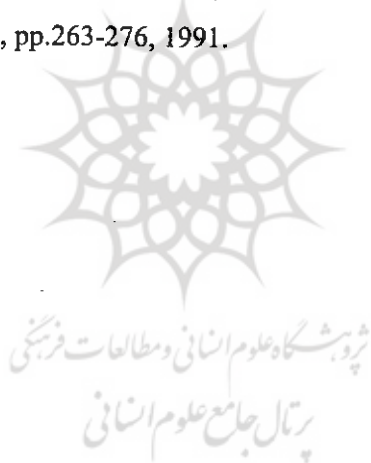 , pp.263-276, 1991.
پژوهشگاه علوم انسانی و مطالعات فرهنگی
پرتال جامع علوم انسانی